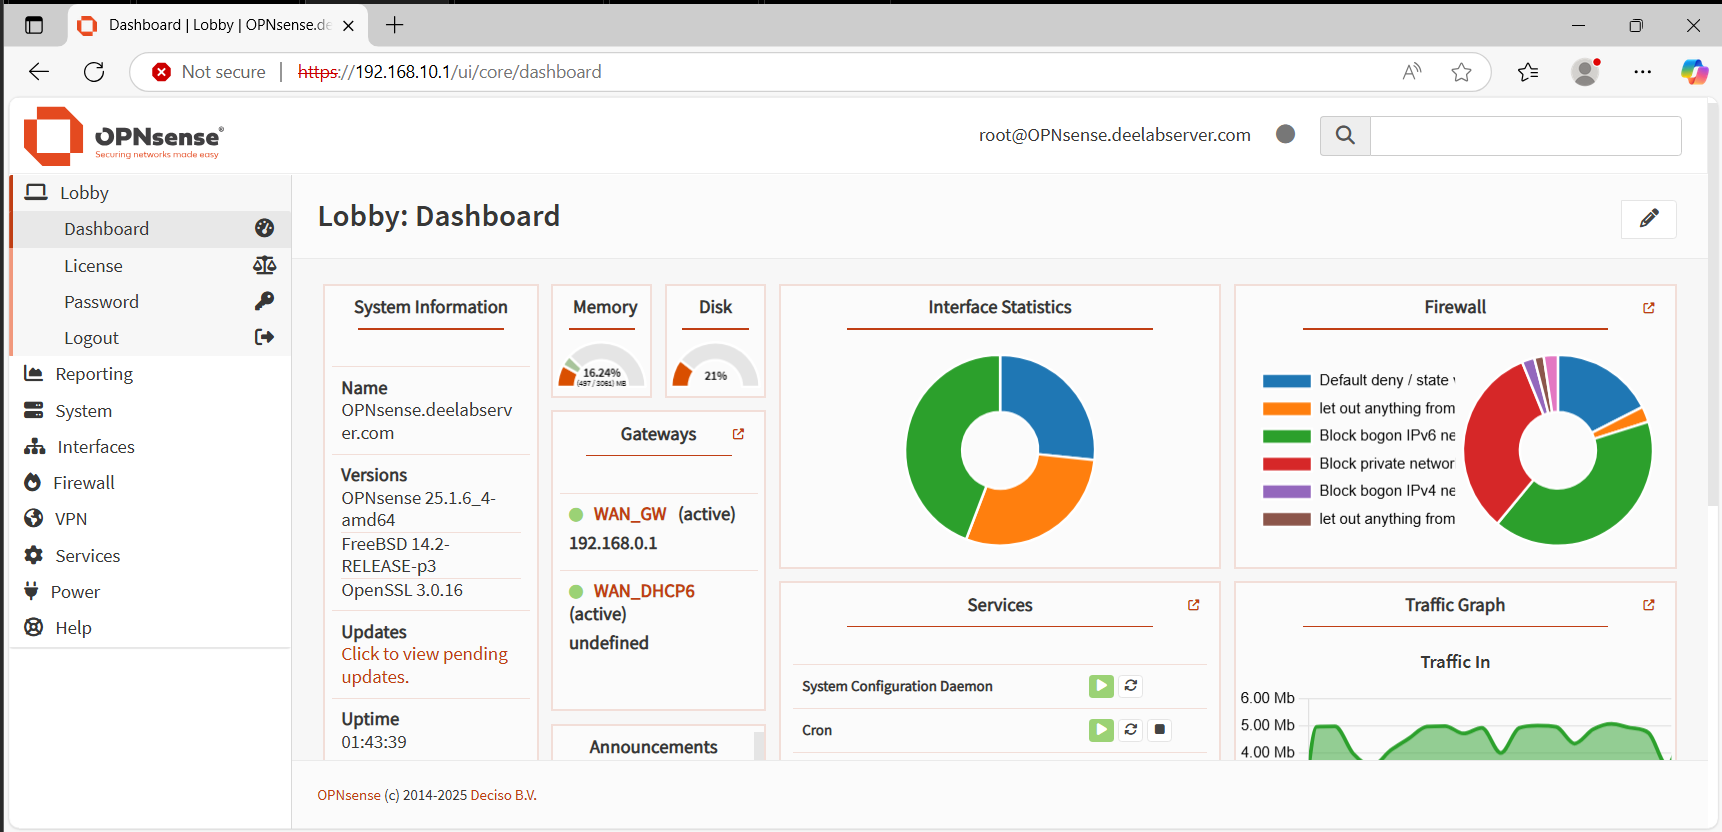 Dashboard | Lobby | OPNsense.de
Not secure
https://192.168.10.1/ui/core/dashboard
OPNsense®
Securing networks made easy
root@OPNsense.deelabserver.com
Lobby
Dashboard
License
Password
Logout
Reporting
System
Interfaces
Firewall
VPN
Services
Power
Help
Lobby: Dashboard
System Information
Name
OPNsense.deelabserv
er.com
Versions
OPNsense 25.1.6_4-
amd64
FreeBSD 14.2-
RELEASE-p3
OpenSSL 3.0.16
Updates
Click to view pending
updates.
Uptime
01:43:39
Memory
16.24%
(497 / 3061) MB
Disk
21%
Gateways
WAN_GW (active)
192.168.0.1
WAN_DHCP6
(active)
undefined
Announcements
Interface Statistics
Services
System Configuration Daemon
Cron
Firewall
Default deny / state
let out anything from
Block bogon IPv6 ne
Block private networ
Block bogon IPv4 ne
let out anything from
Traffic Graph
Traffic In
6.00 Mb
5.00 Mb
4.00 Mb
OPNsense (c) 2014-2025 Deciso B.V.